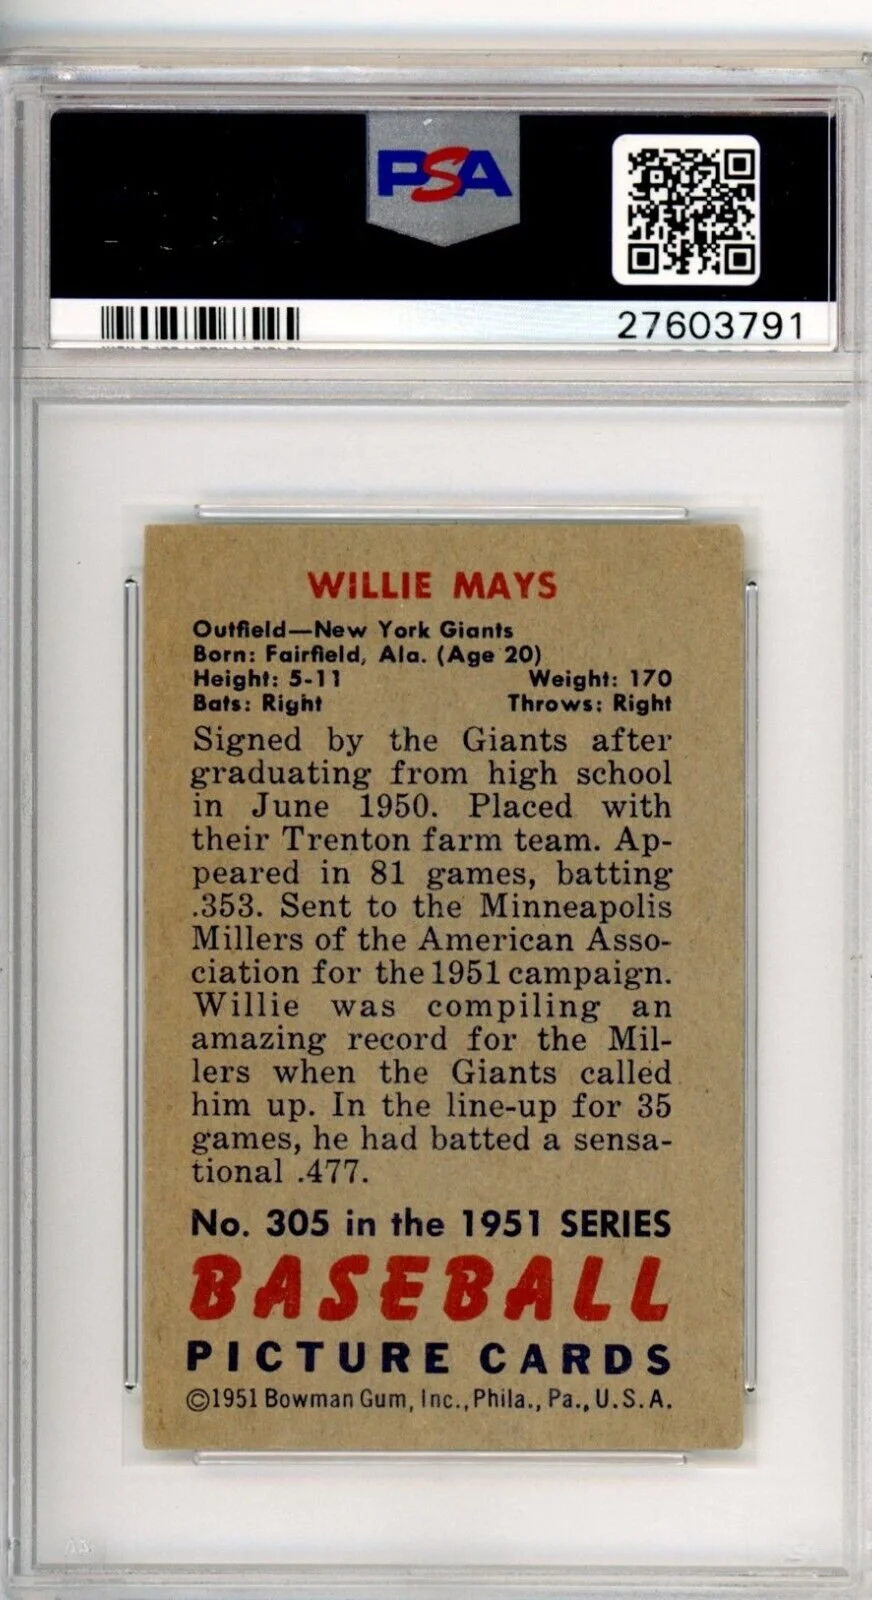 PSA
27603791
WILLIE MAYS
Outfield—New York Giants
Born: Fairfield, Ala. (Age 20)
Height: 5-11 Weight: 170
Bats: Right Throws: Right
Signed by the Giants after
graduating from high school
in June 1950. Placed with
their Trenton farm team. Ap-
peared in 81 games, batting
.353. Sent to the Minneapolis
Millers of the American Asso-
ciation for the 1951 campaign.
Willie was compiling an
amazing record for the Mil-
lers when the Giants called
him up. In the line-up for 35
games, he had batted a sensa-
tional .477.
No. 305 in the 1951 SERIES
BASEBALL
PICTURE CARDS
©1951 Bowman Gum, Inc., Phila., Pa., U.S.A.